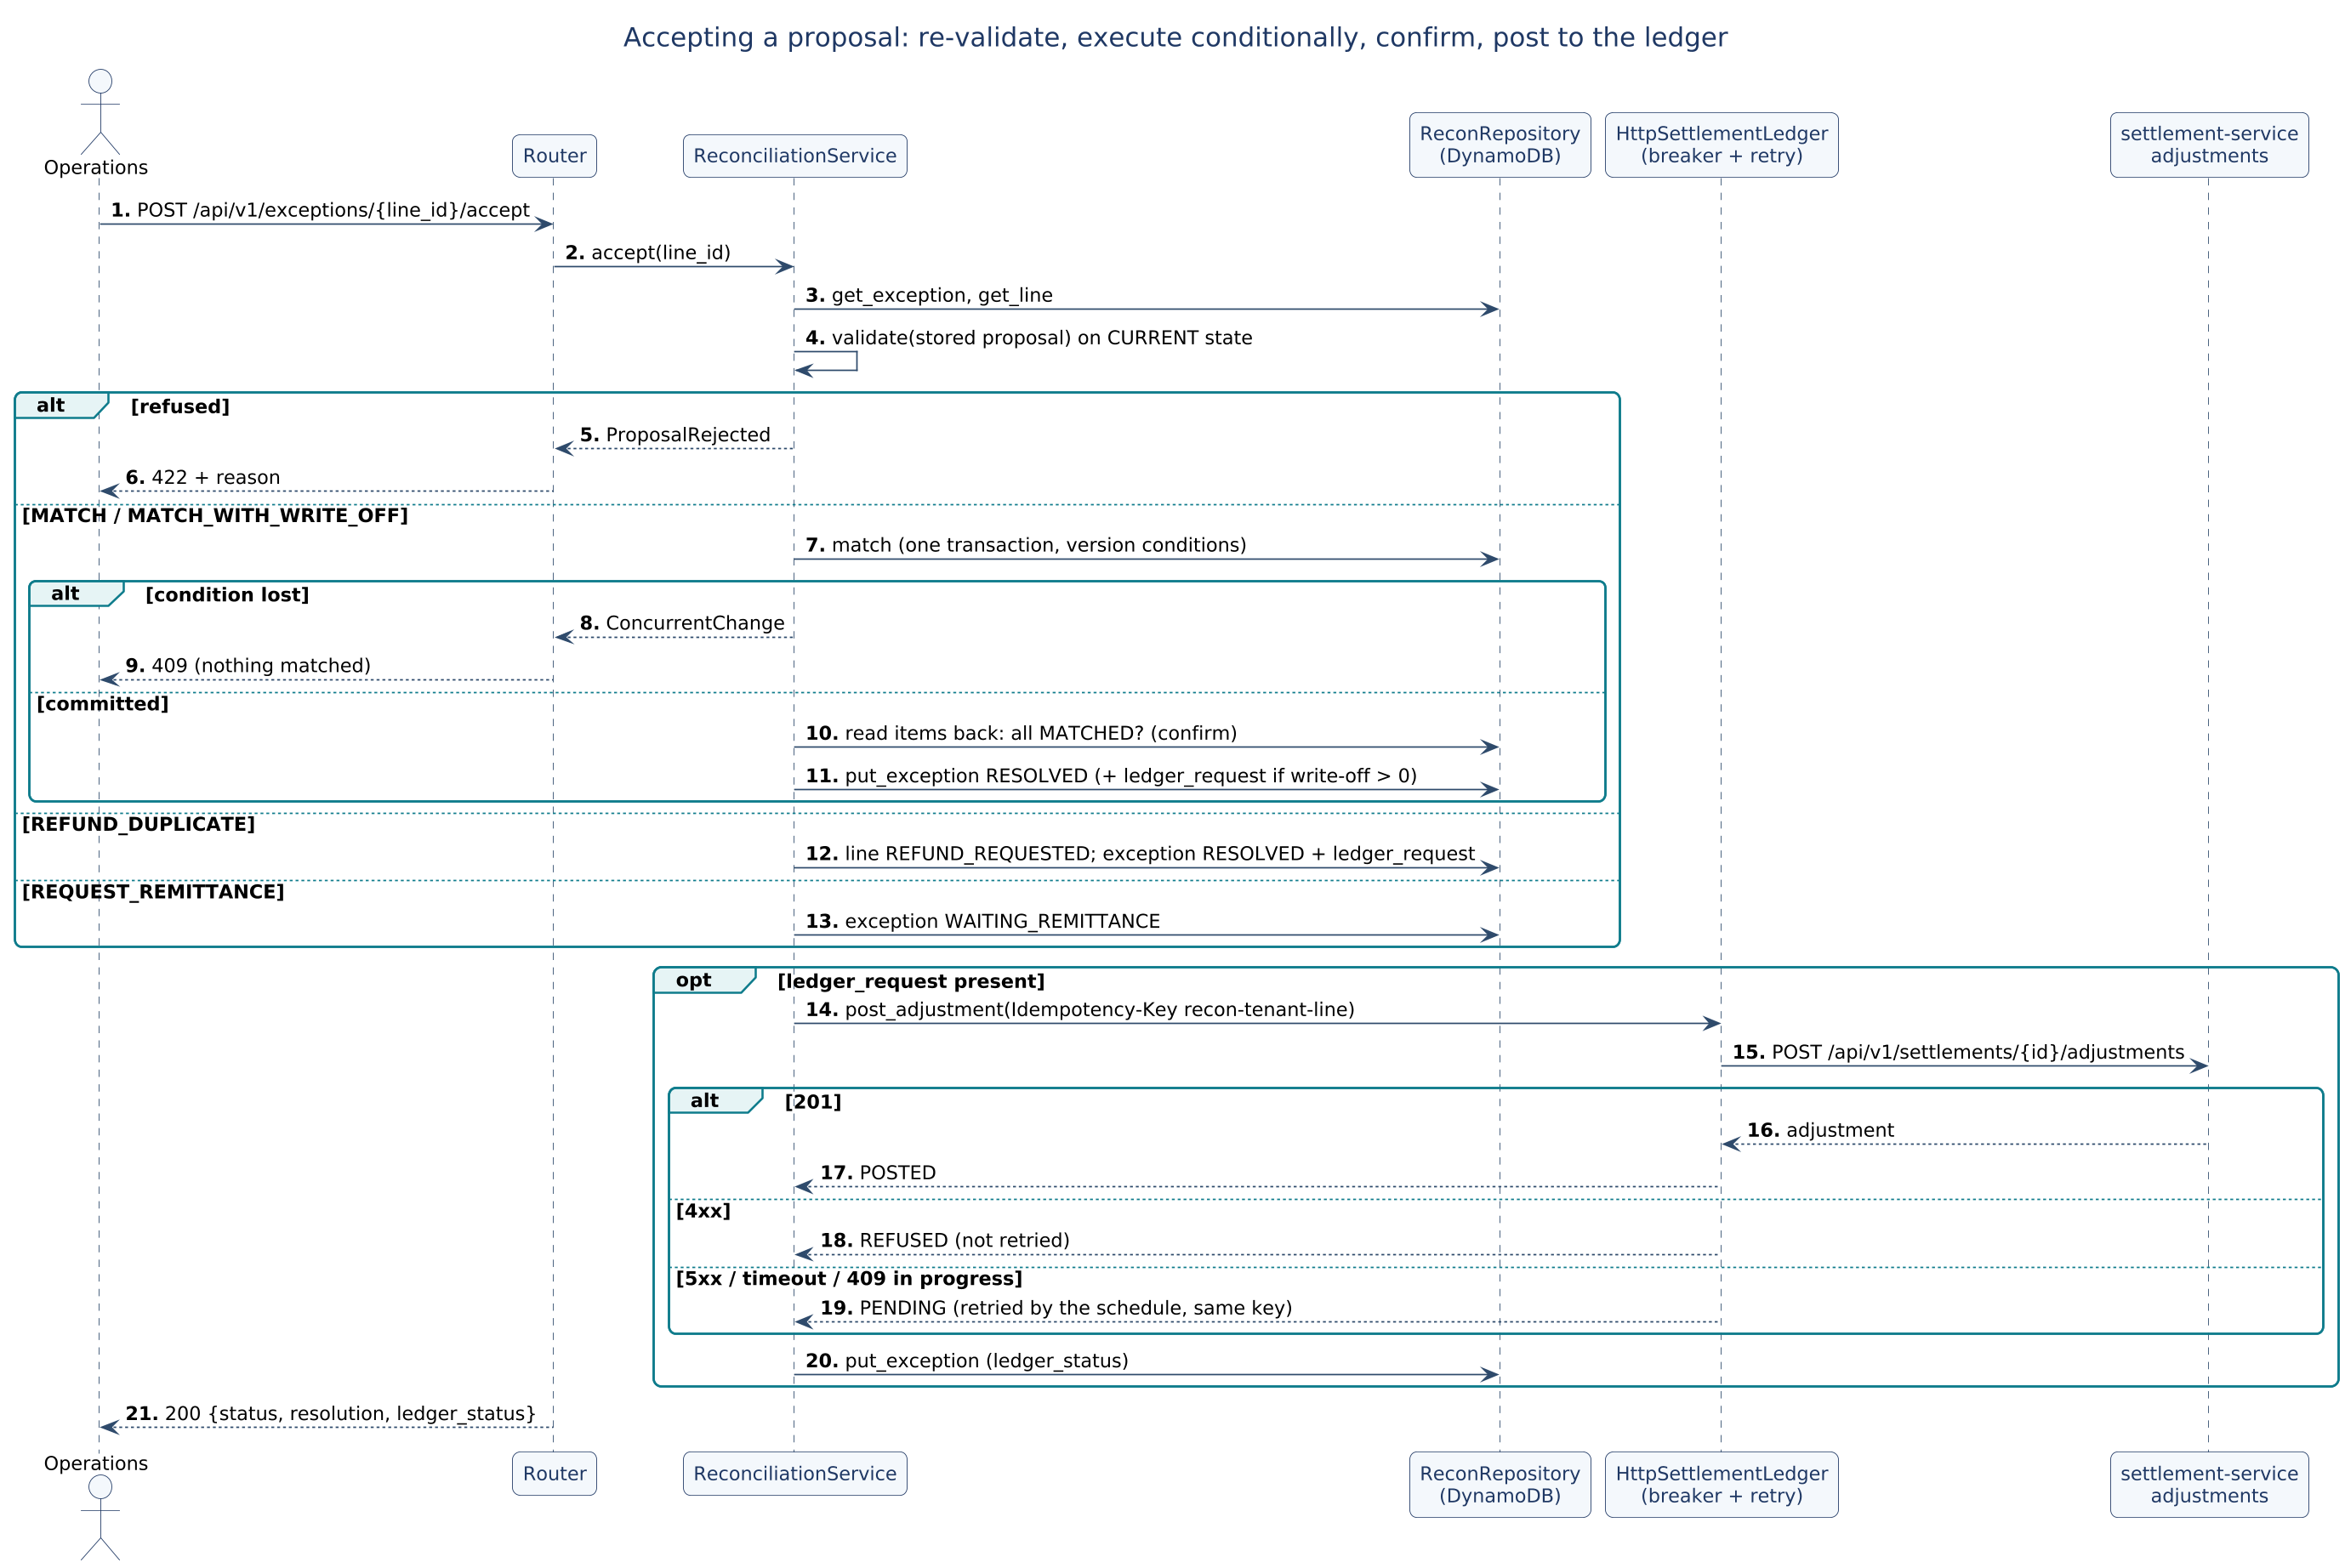 Accepting a proposal: re-validate, execute conditionally, confirm, post to the ledger
Operations
Router
ReconciliationService
ReconRepository
(DynamoDB)
HttpSettlementLedger
(breaker + retry)
settlement-service
adjustments
1. POST /api/v1/exceptions/{line_id}/accept
2. accept(line_id)
3. get_exception, get_line
4. validate(stored proposal) on CURRENT state
alt [refused]
5. ProposalRejected
6. 422 + reason
[MATCH / MATCH_WITH_WRITE_OFF]
7. match (one transaction, version conditions)
alt [condition lost]
8. ConcurrentChange
9. 409 (nothing matched)
[committed]
10. read items back: all MATCHED? (confirm)
11. put_exception RESOLVED (+ ledger_request if write-off > 0)
[REFUND_DUPLICATE]
12. line REFUND_REQUESTED; exception RESOLVED + ledger_request
[REQUEST_REMITTANCE]
13. exception WAITING_REMITTANCE
opt [ledger_request present]
14. post_adjustment(Idempotency-Key recon-tenant-line)
15. POST /api/v1/settlements/{id}/adjustments
alt [201]
16. adjustment
17. POSTED
[4xx]
18. REFUSED (not retried)
[5xx / timeout / 409 in progress]
19. PENDING (retried by the schedule, same key)
20. put_exception (ledger_status)
21. 200 {status, resolution, ledger_status}
Operations
Router
ReconciliationService
ReconRepository
(DynamoDB)
HttpSettlementLedger
(breaker + retry)
settlement-service
adjustments